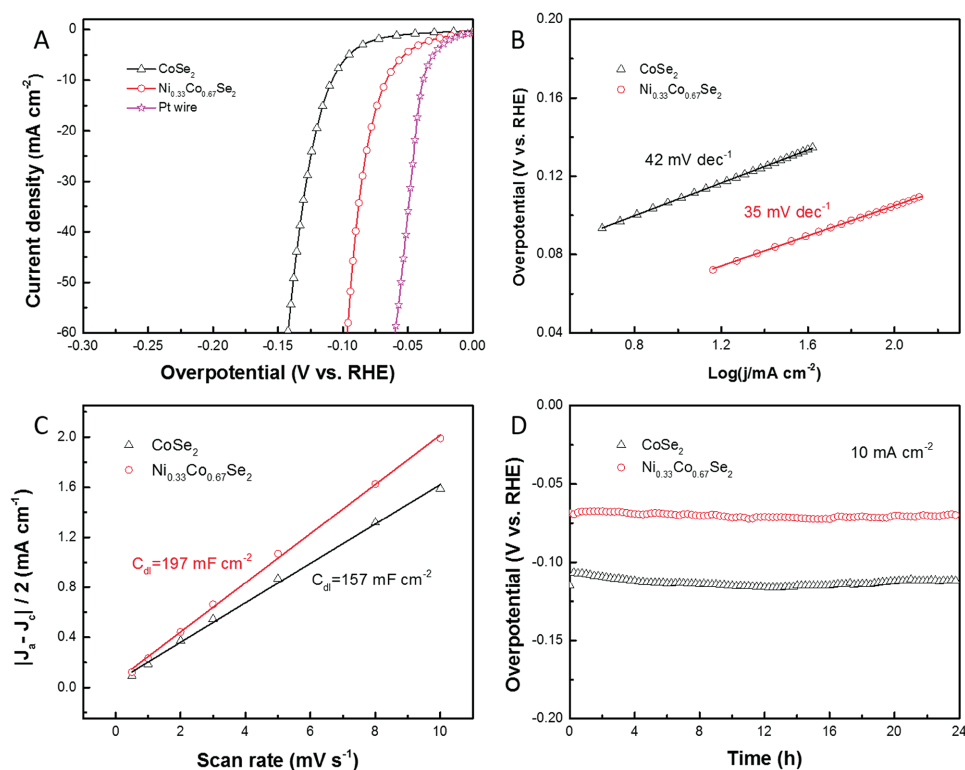 A
CoSe2
Ni0.33Co0.67Se2
Pt wire
0
-10
-20
-30
-40
-50
-60
Current density (mA cm-2)
-0.30 -0.25 -0.20 -0.15 -0.10 -0.05 0.00
Overpotential (V vs. RHE)
B
CoSe2
Ni0.33Co0.67Se2
42 mV dec-1
35 mV dec-1
0.20
0.16
0.12
0.08
0.04
Overpotential (V vs. RHE)
0.8 1.2 1.6 2.0
Log(j/mA cm-2)
C
CoSe2
Ni0.33Co0.67Se2
Cdl=197 mF cm-2
Cdl=157 mF cm-2
2.0
1.6
1.2
0.8
0.4
0.0
|Ja - Jc| / 2 (mA cm-1)
0 2 4 6 8 10
Scan rate (mV s-1)
D
CoSe2
Ni0.33Co0.67Se2
10 mA cm-2
0.00
-0.05
-0.10
-0.15
-0.20
Overpotential (V vs. RHE)
0 4 8 12 16 20 24
Time (h)